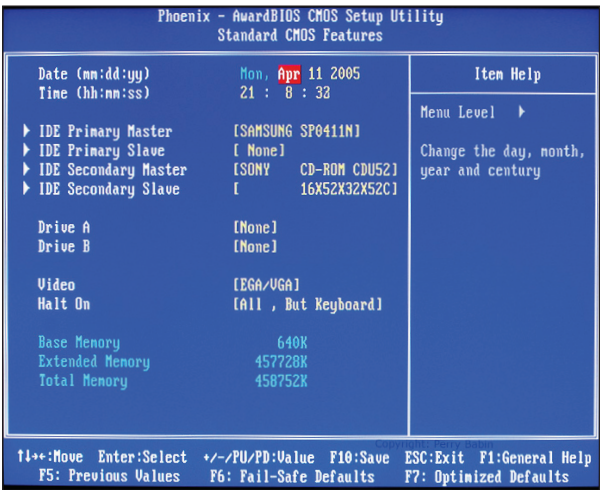 Phoenix - AwardBIOS CMOS Setup Utility
Standard CMOS Features
Date (mm:dd:yy) Mon, Apr 11 2005
Time (hh:mm:ss) 21 : 8 : 33
IDE Primary Master [SAMSUNG SP0411N]
IDE Primary Slave [ None]
IDE Secondary Master [SONY CD-ROM CDU52]
IDE Secondary Slave [ 16X52X32X52C]
Drive A [None]
Drive B [None]
Video [EGA/VGA]
Halt On [All , But Keyboard]
Base Memory 640K
Extended Memory 457728K
Total Memory 458752K
Item Help
Menu Level
Change the day, month,
year and century
Copyright: Perry Babin
↑↓→←:Move Enter:Select +/-/PU/PD:Value F10:Save ESC:Exit F1:General Help
F5: Previous Values F6: Fail-Safe Defaults F7: Optimized Defaults